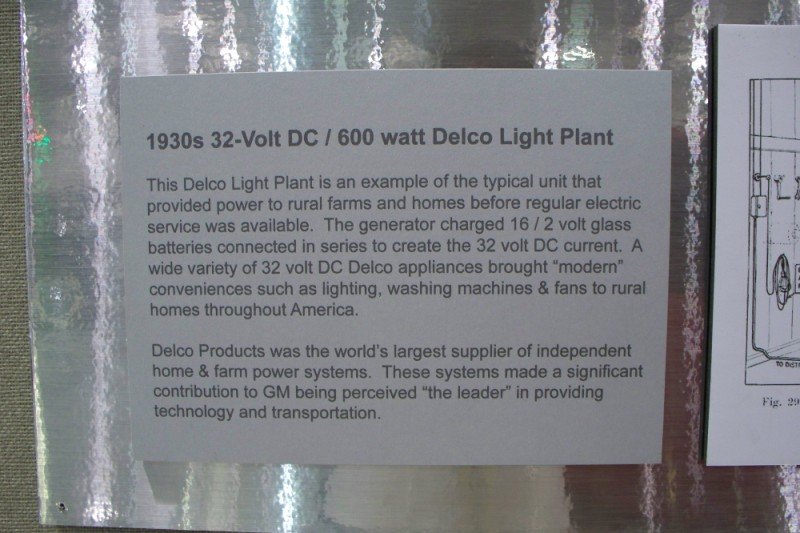 1930s 32-Volt DC / 600 watt Delco Light Plant
This Delco Light Plant is an example of the typical unit that
provided power to rural farms and homes before regular electric
service was available.  The generator charged 16 / 2 volt glass
batteries connected in series to create the 32 volt DC current.  A
wide variety of 32 volt DC Delco appliances brought “modern”
conveniences such as lighting, washing machines & fans to rural
homes throughout America.
Delco Products was the world’s largest supplier of independent
home & farm power systems.  These systems made a significant
contribution to GM being perceived “the leader” in providing
technology and transportation.
TO DIST
Fig. 29